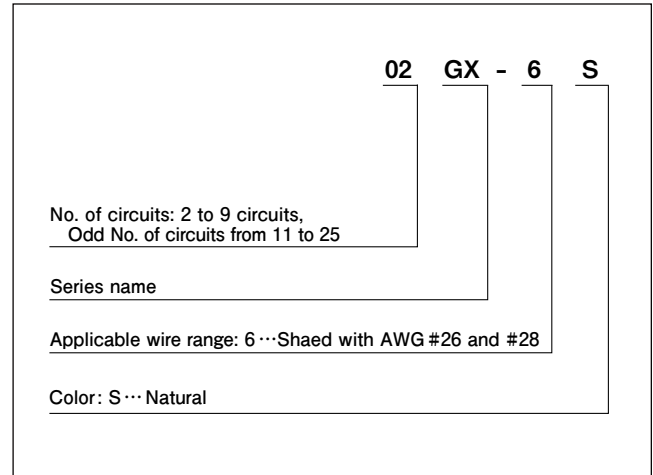 02 GX - 6 S
No. of circuits: 2 to 9 circuits,
Odd No. of circuits from 11 to 25
Series name
Applicable wire range: 6···Shaed with AWG #26 and #28
Color: S··· Natural